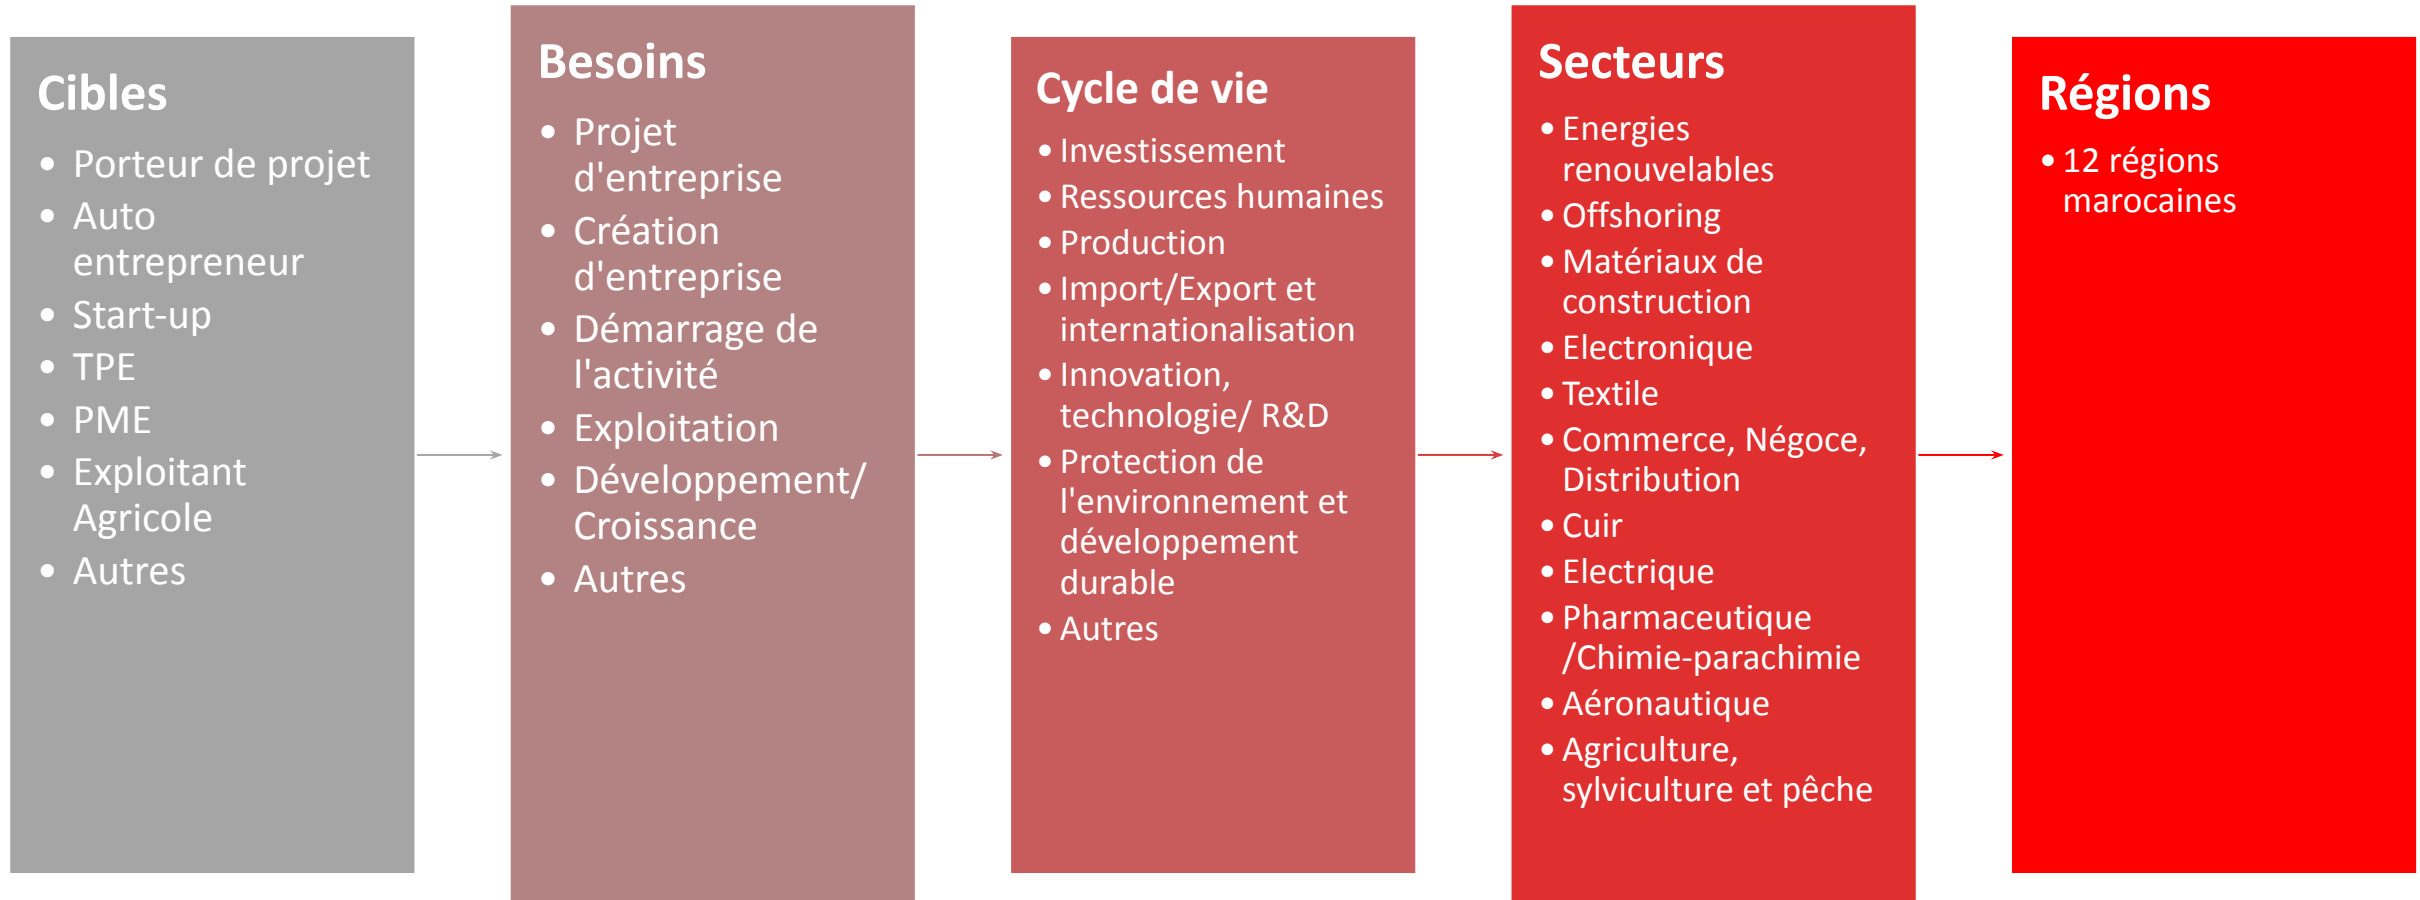 Cibles
• Porteur de projet
• Auto
entrepreneur
• Start-up
• TPE
• PME
• Exploitant
Agricole
• Autres
Besoins
• Projet
d'entreprise
• Création
d'entreprise
• Démarrage de
l'activité
• Exploitation
• Développement/
Croissance
• Autres
Cycle de vie
• Investissement
• Ressources humaines
• Production
• Import/Export et
internationalisation
• Innovation,
technologie/ R&D
• Protection de
l'environnement et
développement
durable
• Autres
Secteurs
• Energies
renouvelables
• Offshoring
• Matériaux de
construction
• Electronique
• Textile
• Commerce, Négoce,
Distribution
• Cuir
• Electrique
• Pharmaceutique
/Chimie-parachimie
• Aéronautique
• Agriculture,
sylviculture et pêche
Régions
• 12 régions
marocaines